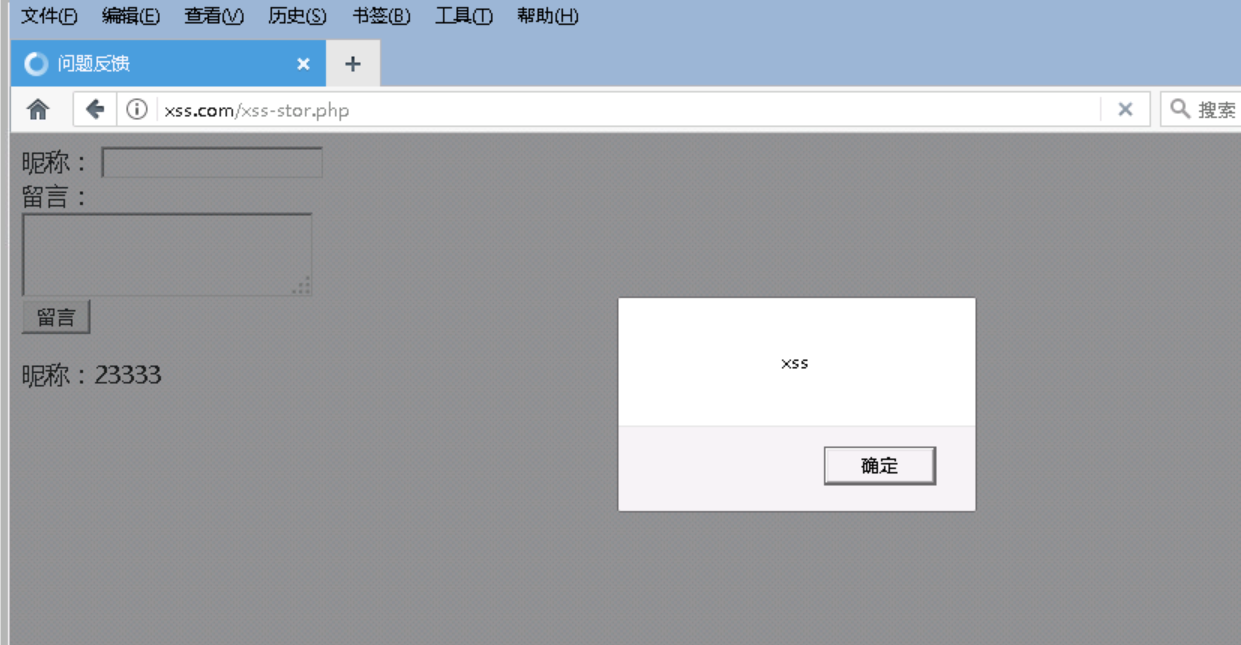 文件(F) 编辑(E) 查看(V) 历史(S) 书签(B) 工具(T) 帮助(H)
问题反馈
xss.com/xss-stor.php
搜索
昵称：
留言：
留言
昵称：23333
xss
确定